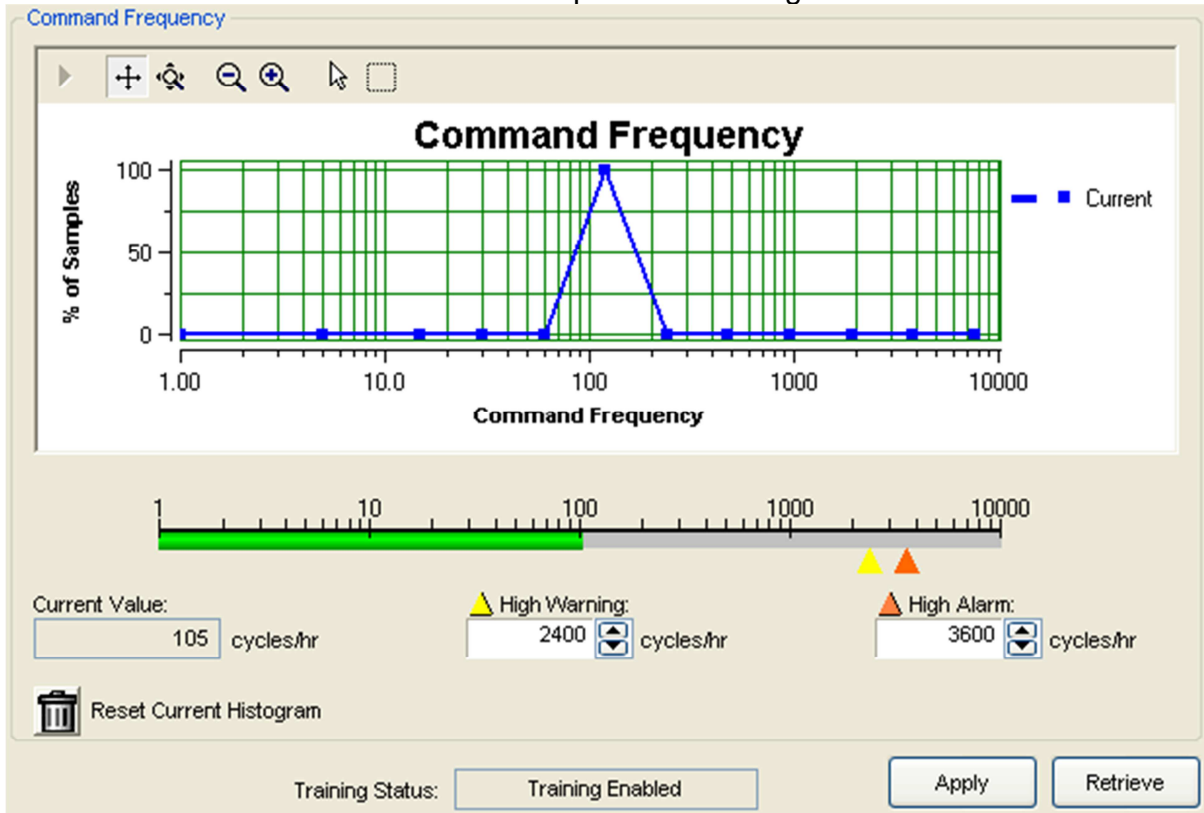 Command Frequency
Command Frequency
100
50
0
% of Samples
Current
1.00 10.0 100 1000 10000
Command Frequency
1 10 100 1000 10000
Current Value: High Warning: High Alarm:
105 cycles/hr 2400 cycles/hr 3600 cycles/hr
Reset Current Histogram
Training Status: Training Enabled Apply Retrieve